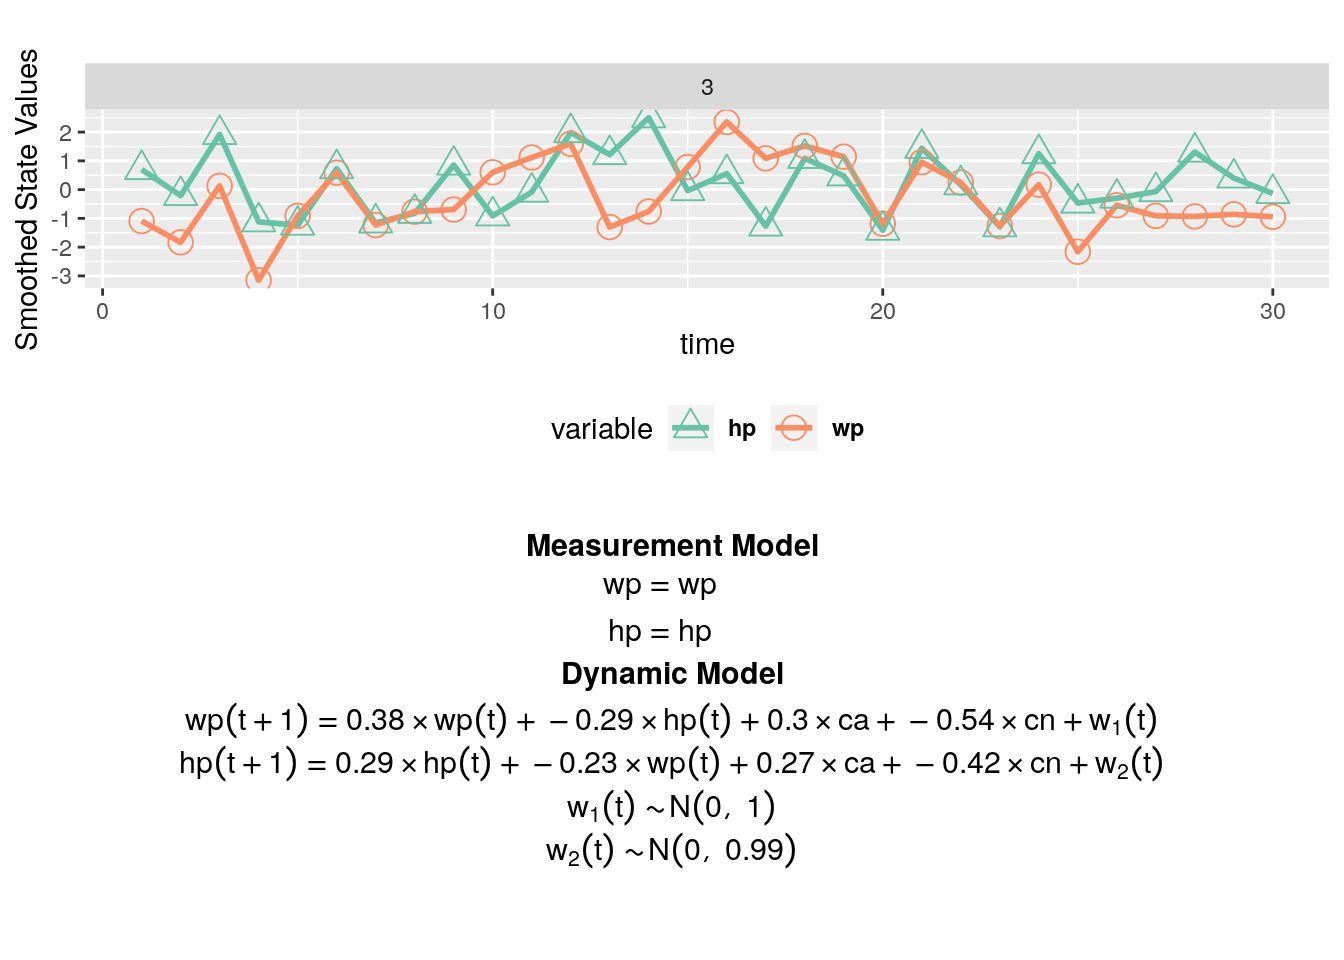 3
Smoothed State Values
2
1
0
-1
-2
-3
0 10 20 30
time
variable hp wp
Measurement Model
wp = wp
hp = hp
Dynamic Model
wp(t + 1) = 0.38 × wp(t) + − 0.29 × hp(t) + 0.3 × ca + − 0.54 × cn + w₁(t)
hp(t + 1) = 0.29 × hp(t) + − 0.23 × wp(t) + 0.27 × ca + − 0.42 × cn + w₂(t)
w₁(t) ~ N(0, 1)
w₂(t) ~ N(0, 0.99)